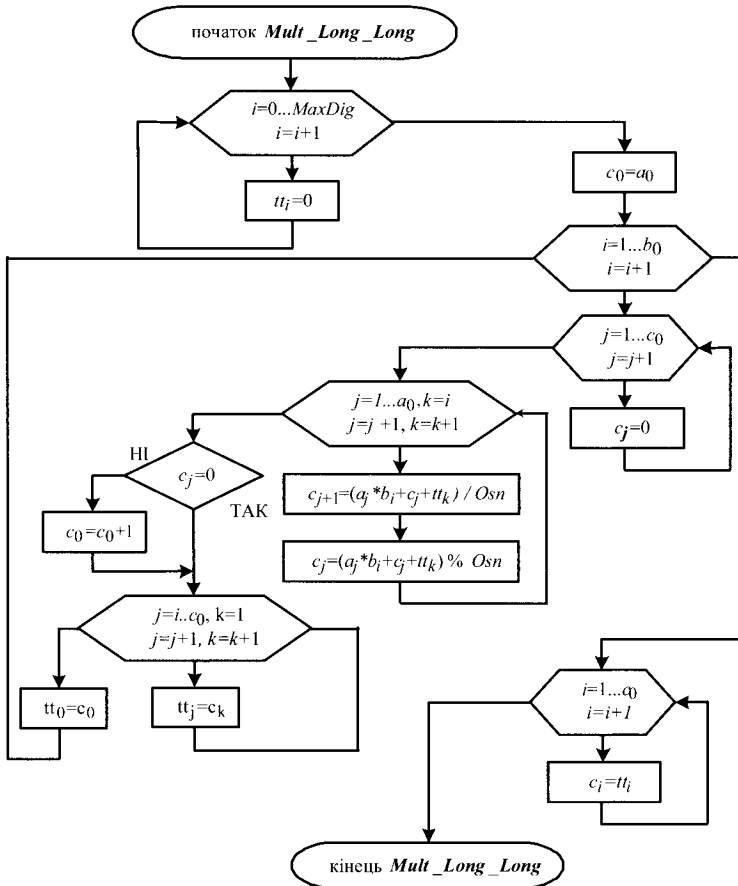 початок Mult_Long_Long
i=0...MaxDig
i=i+1
tt_i=0
c_0=a_0
i=1...b_0
i=i+1
j=1...c_0
j=j+1
c_j=0
j=1...a_0, k=i
j=j+1, k=k+1
c_{j+1}=(a_j*b_i+c_j+tt_k) / Osn
c_j=(a_j*b_i+c_j+tt_k) % Osn
НІ
c_j=0
ТАК
c_0=c_0+1
j=i..c_0, k=1
j=j+1, k=k+1
tt_0=c_0
tt_j=c_k
i=1...c_0
i=i+1
c_i=tt_i
кінець Mult_Long_Long